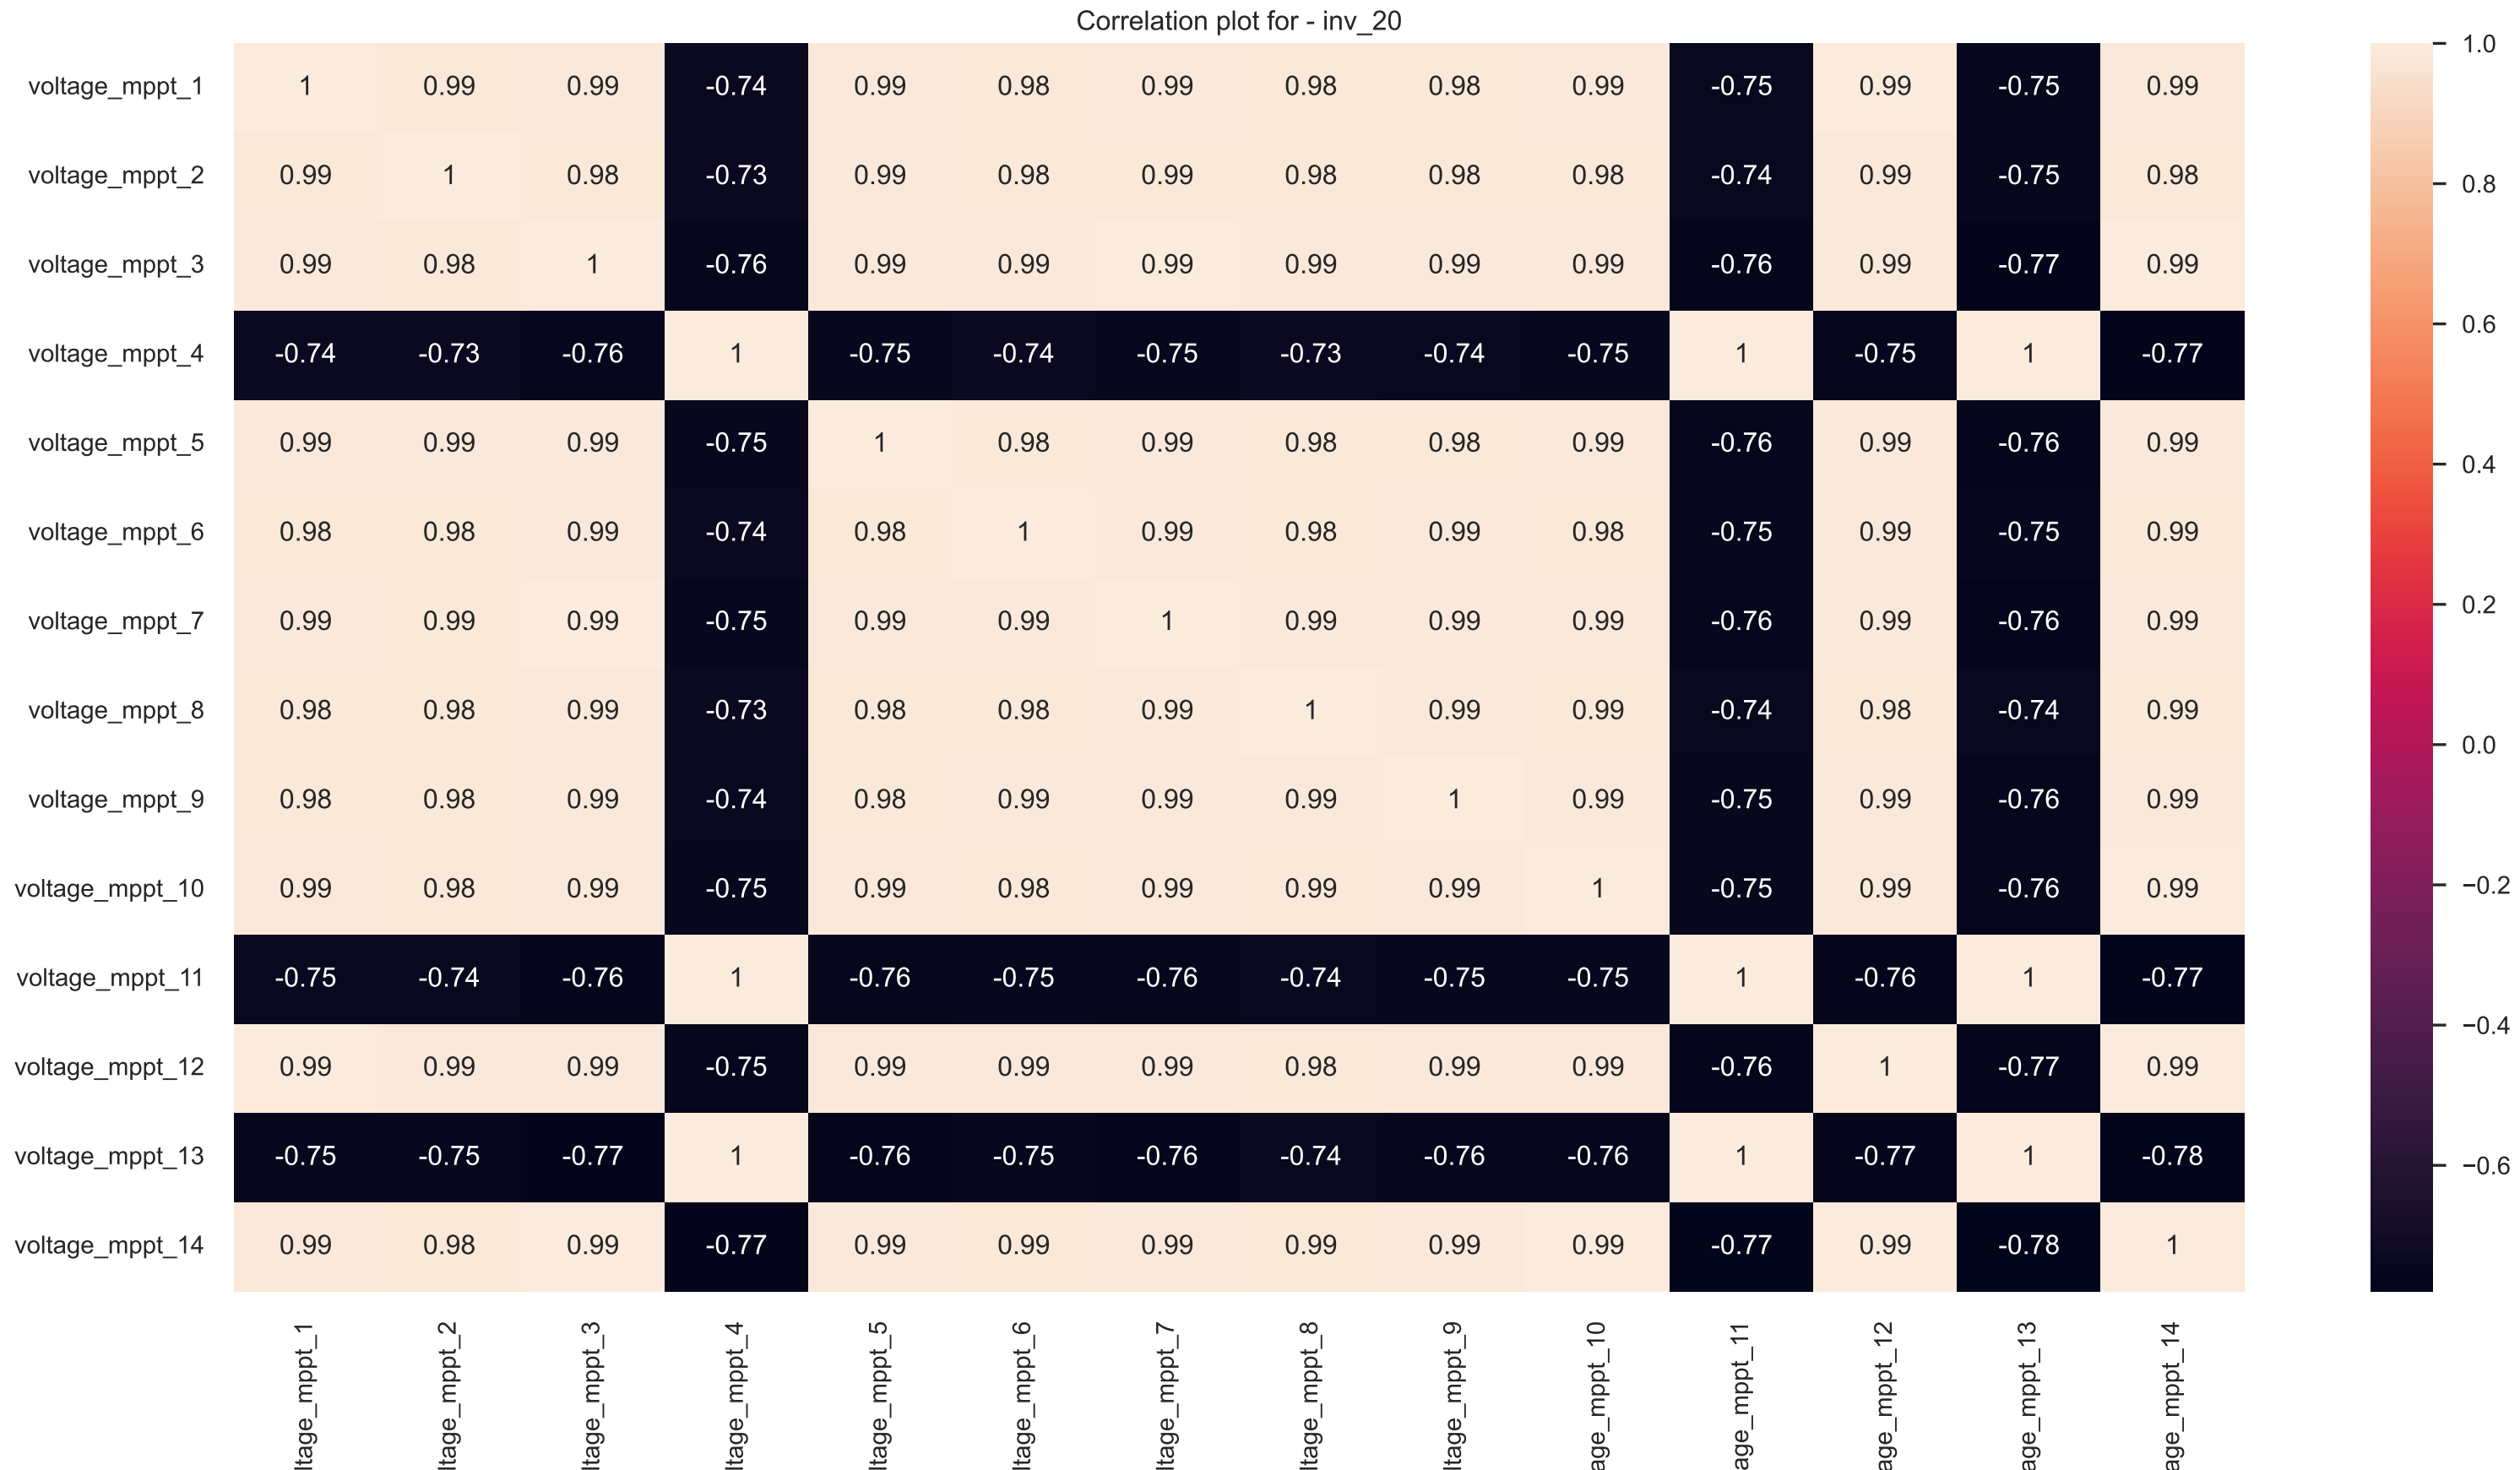 Correlation plot for - inv_20
voltage_mppt_1 1 0.99 0.99 -0.74 0.99 0.98 0.99 0.98 0.98 0.99 -0.75 0.99 -0.75 0.99
voltage_mppt_2 0.99 1 0.98 -0.73 0.99 0.98 0.99 0.98 0.98 0.98 -0.74 0.99 -0.75 0.98
voltage_mppt_3 0.99 0.98 1 -0.76 0.99 0.99 0.99 0.99 0.99 0.99 -0.76 0.99 -0.77 0.99
voltage_mppt_4 -0.74 -0.73 -0.76 1 -0.75 -0.74 -0.75 -0.73 -0.74 -0.75 1 -0.75 1 -0.77
voltage_mppt_5 0.99 0.99 0.99 -0.75 1 0.98 0.99 0.98 0.98 0.99 -0.76 0.99 -0.76 0.99
voltage_mppt_6 0.98 0.98 0.99 -0.74 0.98 1 0.99 0.98 0.99 0.98 -0.75 0.99 -0.75 0.99
voltage_mppt_7 0.99 0.99 0.99 -0.75 0.99 0.99 1 0.99 0.99 0.99 -0.76 0.99 -0.76 0.99
voltage_mppt_8 0.98 0.98 0.99 -0.73 0.98 0.98 0.99 1 0.99 0.99 -0.74 0.98 -0.74 0.99
voltage_mppt_9 0.98 0.98 0.99 -0.74 0.98 0.99 0.99 0.99 1 0.99 -0.75 0.99 -0.76 0.99
voltage_mppt_10 0.99 0.98 0.99 -0.75 0.99 0.98 0.99 0.99 0.99 1 -0.75 0.99 -0.76 0.99
voltage_mppt_11 -0.75 -0.74 -0.76 1 -0.76 -0.75 -0.76 -0.74 -0.75 -0.75 1 -0.76 1 -0.77
voltage_mppt_12 0.99 0.99 0.99 -0.75 0.99 0.99 0.99 0.98 0.99 0.99 -0.76 1 -0.77 0.99
voltage_mppt_13 -0.75 -0.75 -0.77 1 -0.76 -0.75 -0.76 -0.74 -0.76 -0.76 1 -0.77 1 -0.78
voltage_mppt_14 0.99 0.98 0.99 -0.77 0.99 0.99 0.99 0.99 0.99 0.99 -0.77 0.99 -0.78 1
ltage_mppt_1
ltage_mppt_2
ltage_mppt_3
ltage_mppt_4
ltage_mppt_5
ltage_mppt_6
ltage_mppt_7
ltage_mppt_8
ltage_mppt_9
age_mppt_10
age_mppt_11
age_mppt_12
age_mppt_13
age_mppt_14
1.0
0.8
0.6
0.4
0.2
0.0
−0.2
−0.4
−0.6